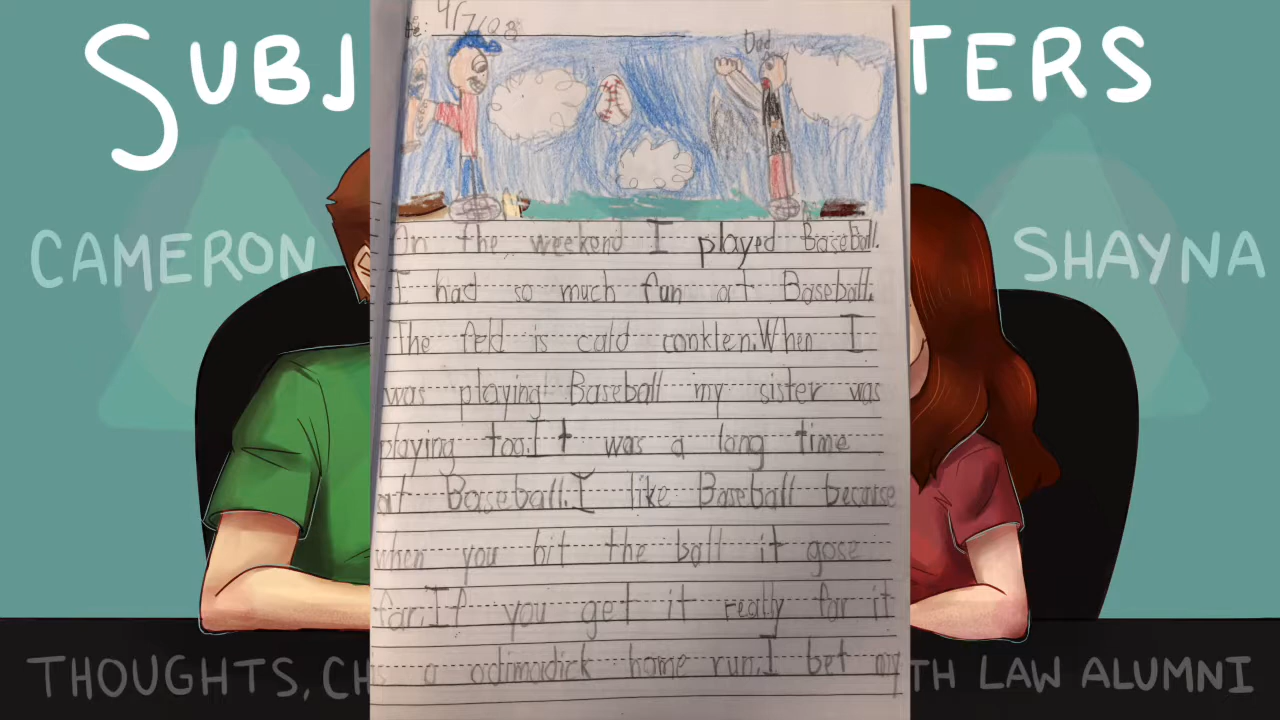 SUBJ
TERS
CAMERON
SHAYNA
4/7/08
Dad
On the weekend I played Baseball.
I had so much fun at Baseball.
The feld is cald conklen.When I
was playing Baseball my sister was
playing too.It was a long time
at Baseball.I like Baseball because
when you hit the ball it gose
far.If you get it really far it
s a odimadick home run.I bet my
THOUGHTS, CH
TH LAW ALUMNI